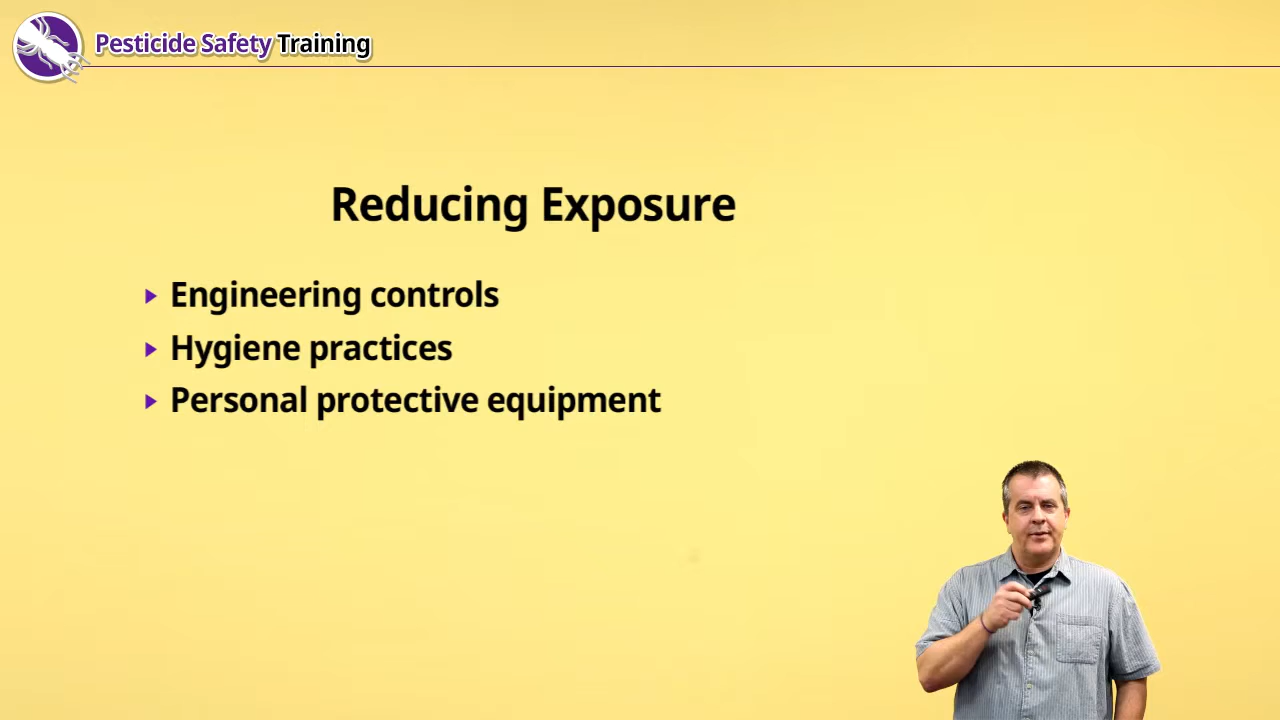 Pesticide Safety Training
Reducing Exposure
Engineering controls
Hygiene practices
Personal protective equipment